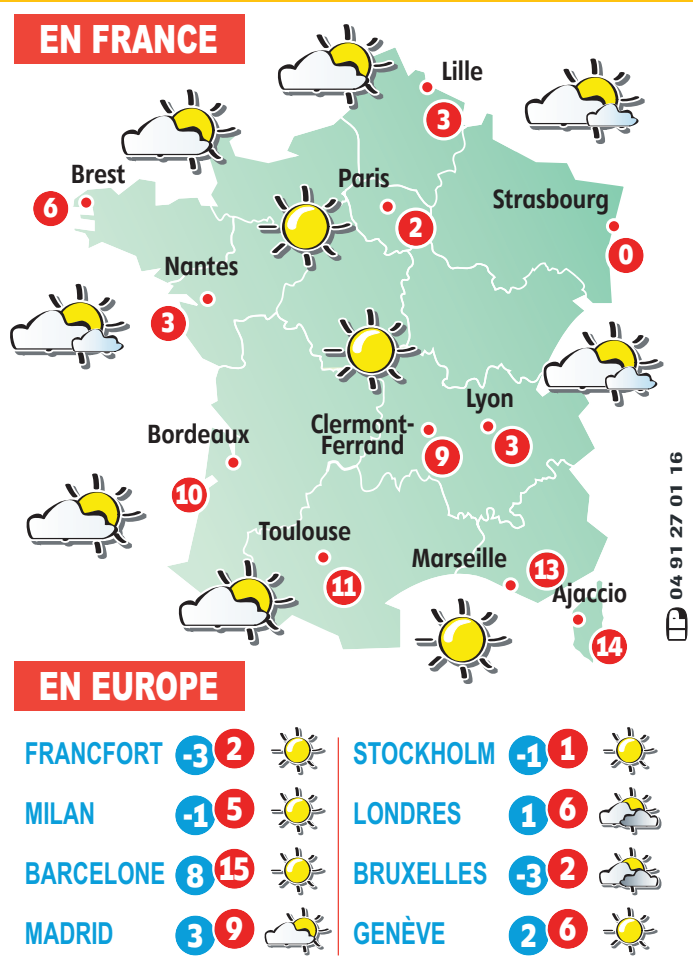 EN FRANCE
Lille
3
Brest
6
Paris
2
Strasbourg
0
Nantes
3
Lyon
3
Clermont-
Ferrand
9
Bordeaux
10
Toulouse
11
Marseille
13
Ajaccio
14
04 91 27 01 16
EN EUROPE
FRANCFORT -3 2
MILAN -1 5
BARCELONE 8 15
MADRID 3 9
STOCKHOLM -1 1
LONDRES 1 6
BRUXELLES -3 2
GENÈVE 2 6